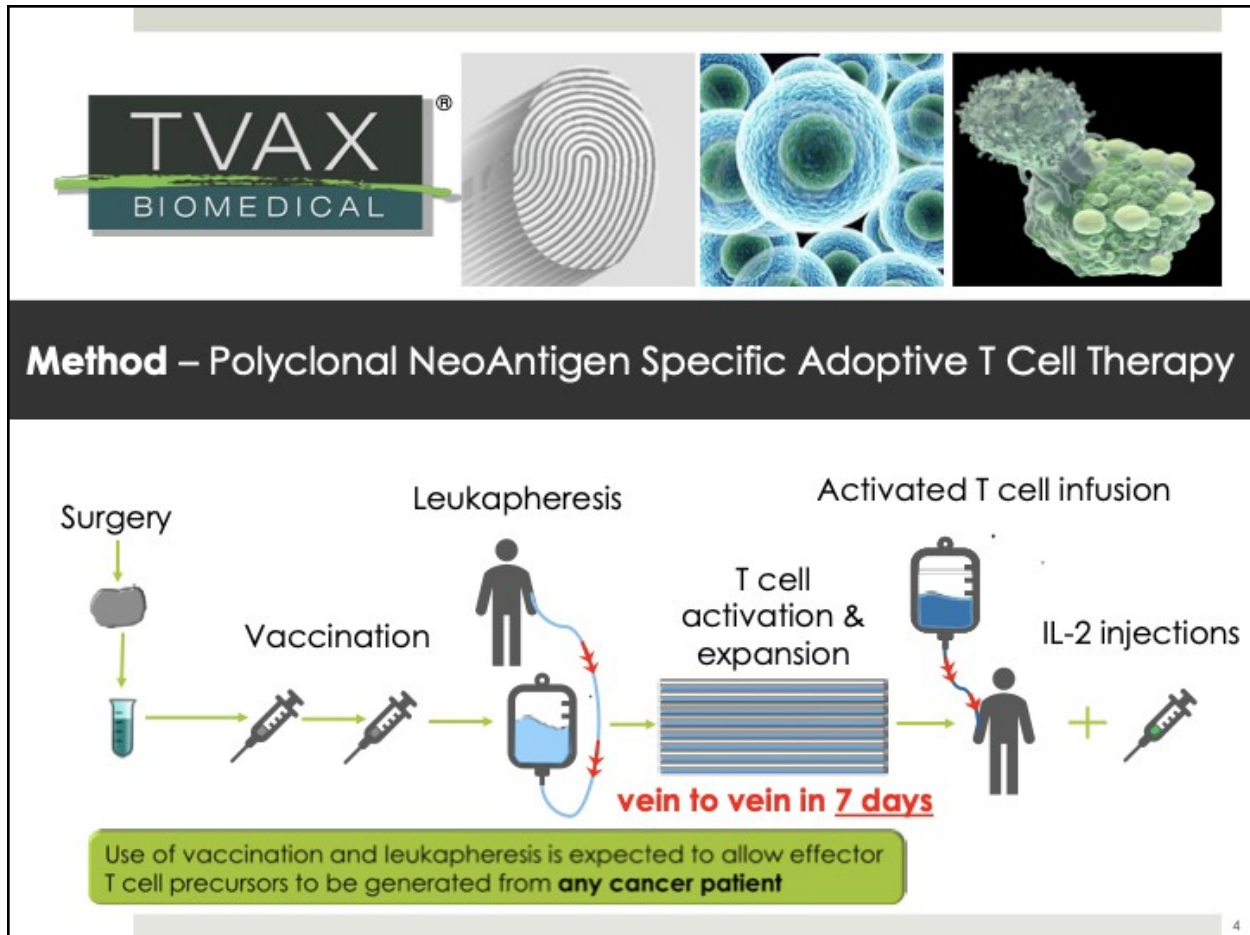 TVAX
®
BIOMEDICAL
Method – Polyclonal NeoAntigen Specific Adoptive T Cell Therapy
Surgery
Vaccination
Leukapheresis
T cell
activation &
expansion
vein to vein in 7 days
Activated T cell infusion
IL-2 injections
Use of vaccination and leukapheresis is expected to allow effector
T cell precursors to be generated from any cancer patient
4